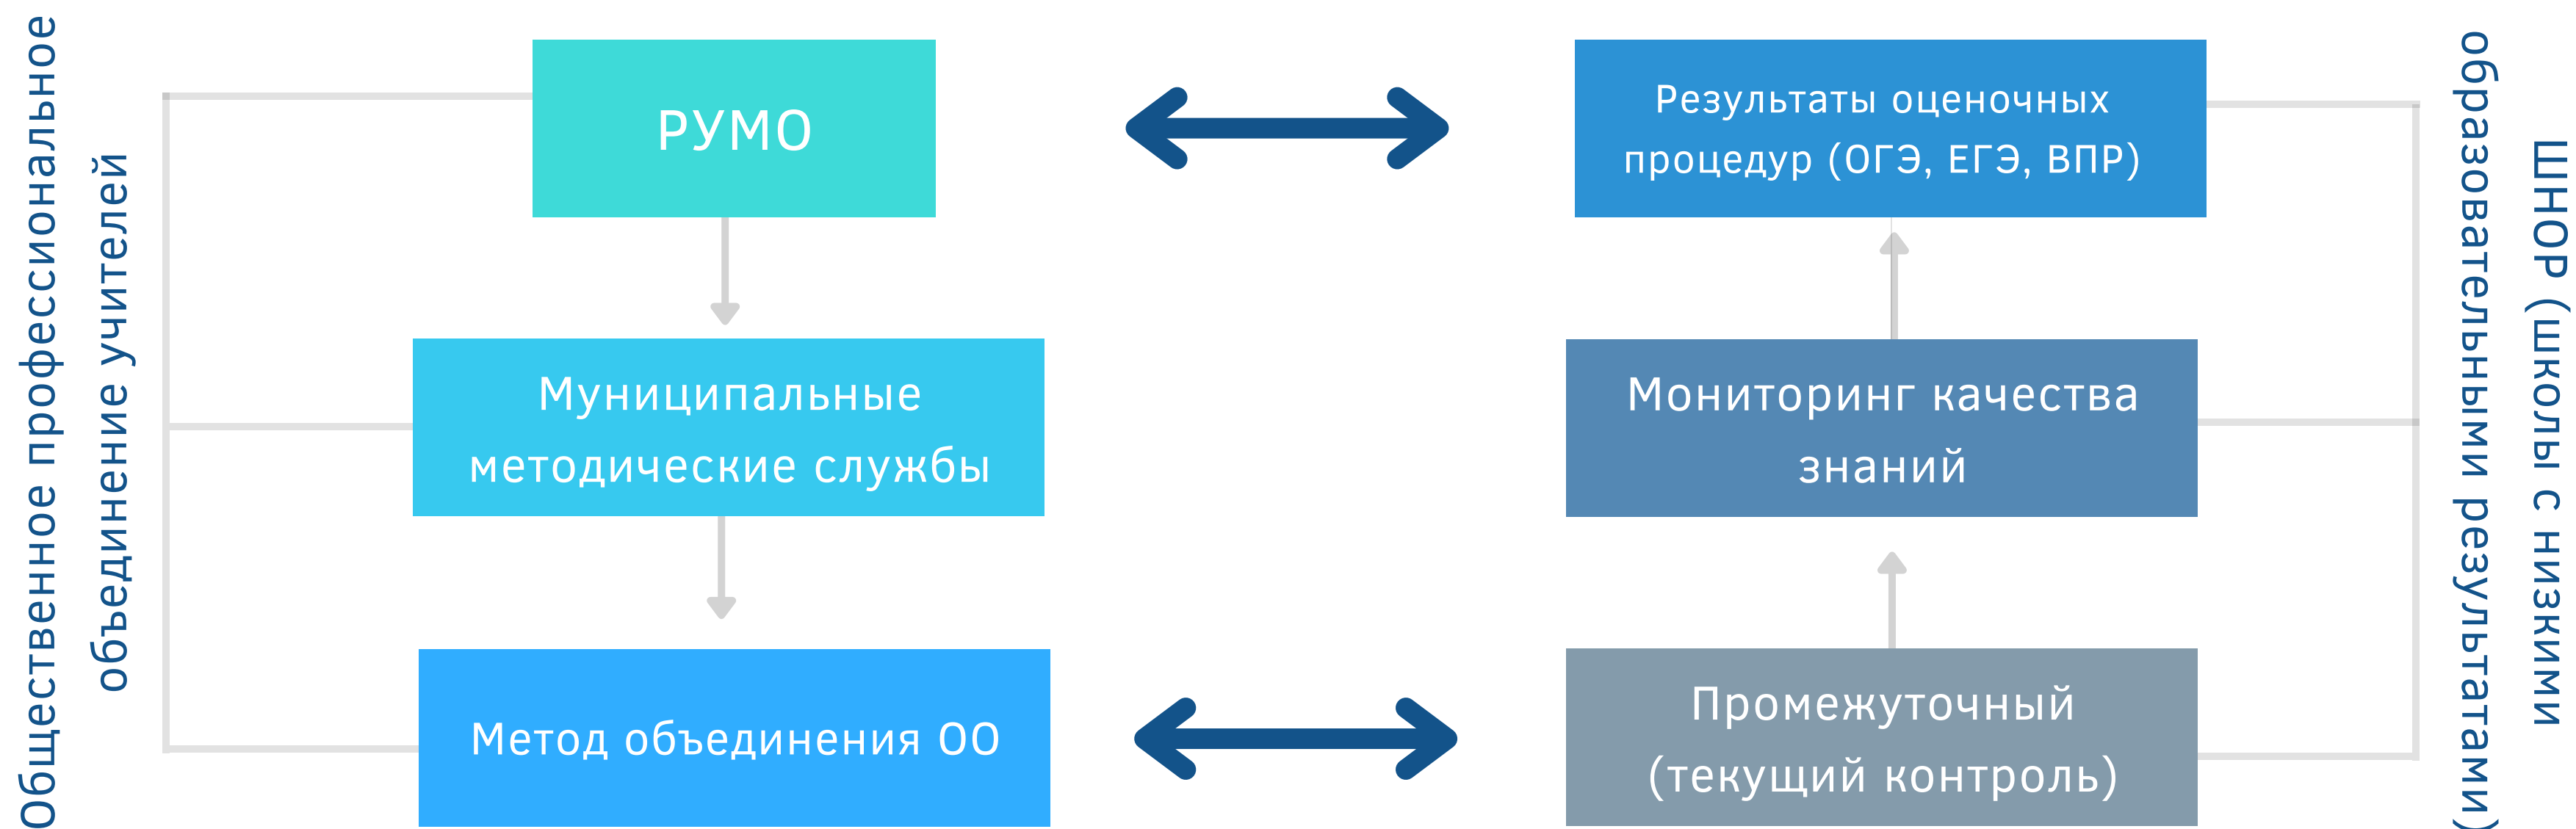 Общественное профессиональное
объединение учителей
РУМО
Муниципальные
методические службы
Метод объединения ОО
Результаты оценочных
процедур (ОГЭ, ЕГЭ, ВПР)
Мониторинг качества
знаний
Промежуточный
(текущий контроль)
ШНОР (школы с низкими
образовательными результатами)